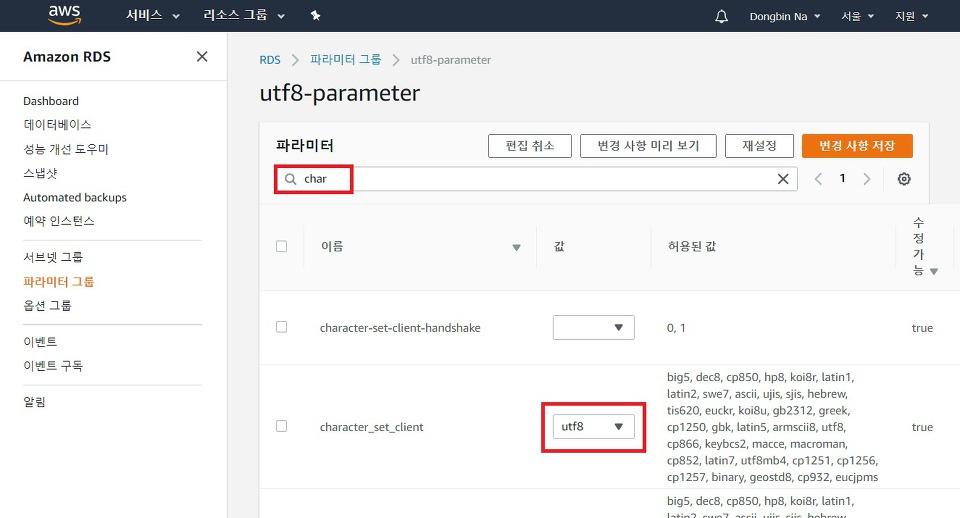 aws 서비스 리소스 그룹 Dongbin Na 서울 지원
Amazon RDS
Dashboard
데이터베이스
성능 개선 도우미
스냅샷
Automated backups
예약 인스턴스
서브넷 그룹
파라미터 그룹
옵션 그룹
이벤트
이벤트 구독
알림
RDS 파라미터 그룹 utf8-parameter
utf8-parameter
파라미터 편집 취소 변경 사항 미리 보기 재설정 변경 사항 저장
char 1
이름 값 허용된 값 수정 가능
character-set-client-handshake 0, 1 true
character_set_client utf8 true
big5, dec8, cp850, hp8, koi8r, latin1,
latin2, swe7, ascii, ujis, sjis, hebrew,
tis620, euckr, koi8u, gb2312, greek,
cp1250, gbk, latin5, armscii8, utf8,
cp866, keybcs2, macce, macroman,
cp852, latin7, utf8mb4, cp1251, cp1256,
cp1257, binary, geostd8, cp932, eucjpms
big5, dec8, cp850, hp8, koi8r, latin1,
latin2, swe7, ascii, ujis, sjis, hebrew,